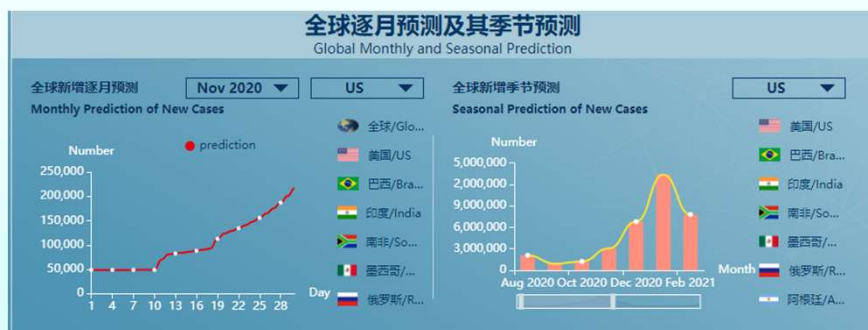 全球逐月预测及其季节预测
Global Monthly and Seasonal Prediction
全球新增逐月预测
Nov 2020
US
Monthly Prediction of New Cases
Number
prediction
250,000
200,000
150,000
100,000
50,000
0
1 4 7 10 13 16 19 22 25 28
Day
全球/Glo...
美国/US
巴西/Bra...
印度/India
南非/So...
墨西哥/...
俄罗斯/R...
全球新增季节预测
US
Seasonal Prediction of New Cases
Number
5,000,000
2,000,000
9,000,000
6,000,000
3,000,000
0
Aug 2020 Oct 2020 Dec 2020 Feb 2021
Month
美国/US
巴西/Bra...
印度/India
南非/So...
墨西哥/...
俄罗斯/R...
阿根廷/A...